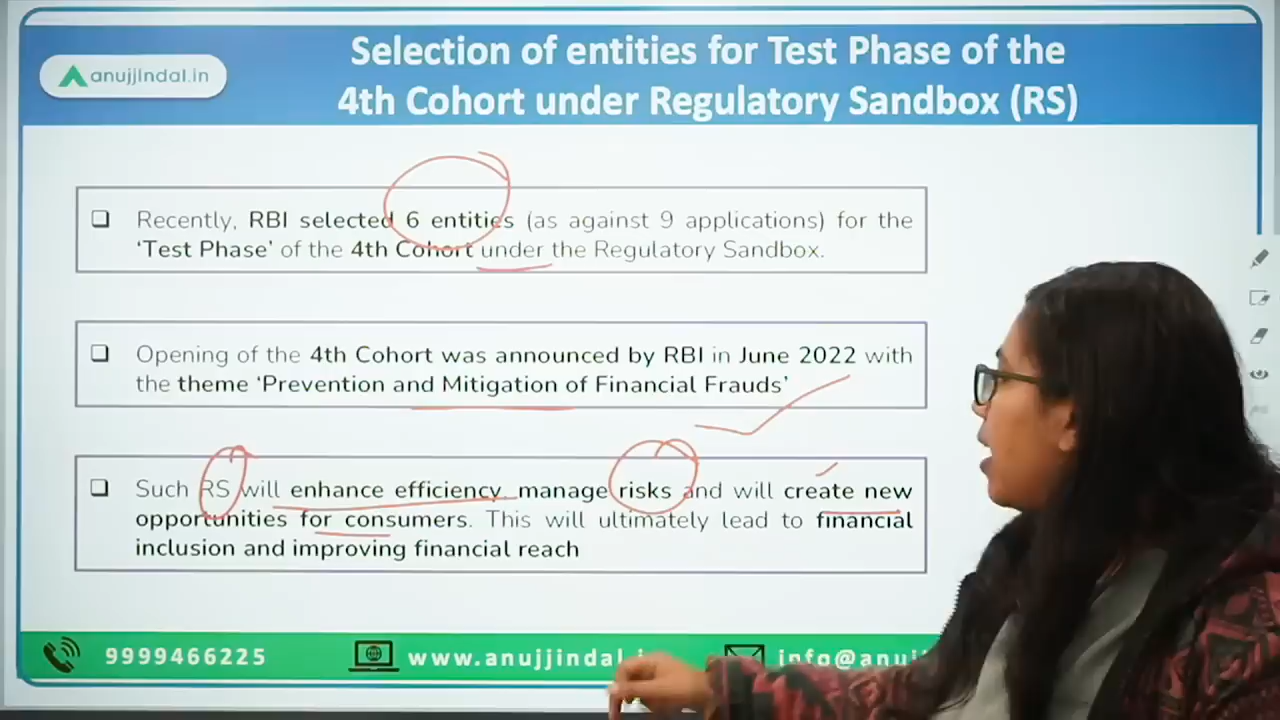 anujjindal.in
Selection of entities for Test Phase of the
4th Cohort under Regulatory Sandbox (RS)
❑ Recently, RBI selected 6 entities (as against 9 applications) for the
‘Test Phase’ of the 4th Cohort under the Regulatory Sandbox.
❑ Opening of the 4th Cohort was announced by RBI in June 2022 with
the theme ‘Prevention and Mitigation of Financial Frauds’
❑ Such RS will enhance efficiency, manage risks and will create new
opportunities for consumers. This will ultimately lead to financial
inclusion and improving financial reach
9999466225
www.anujjindal.i
info@anuj